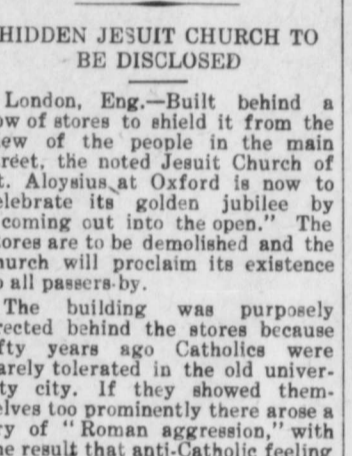 HIDDEN JESUIT CHURCH TO
BE DISCLOSED
London, Eng.—Built behind a
ow of stores to shield it from the
ew of the people in the main
reet, the noted Jesuit Church of
t. Aloysius at Oxford is now to
elebrate its golden jubilee by
coming out into the open." The
ores are to be demolished and the
hurch will proclaim its existence
o all passers-by.
The building was purposely
rected behind the stores because
fty years ago Catholics were
arely tolerated in the old univer-
ty city. If they showed them-
elves too prominently there arose a
ry of "Roman aggression," with
he result that anti-Catholic feeling